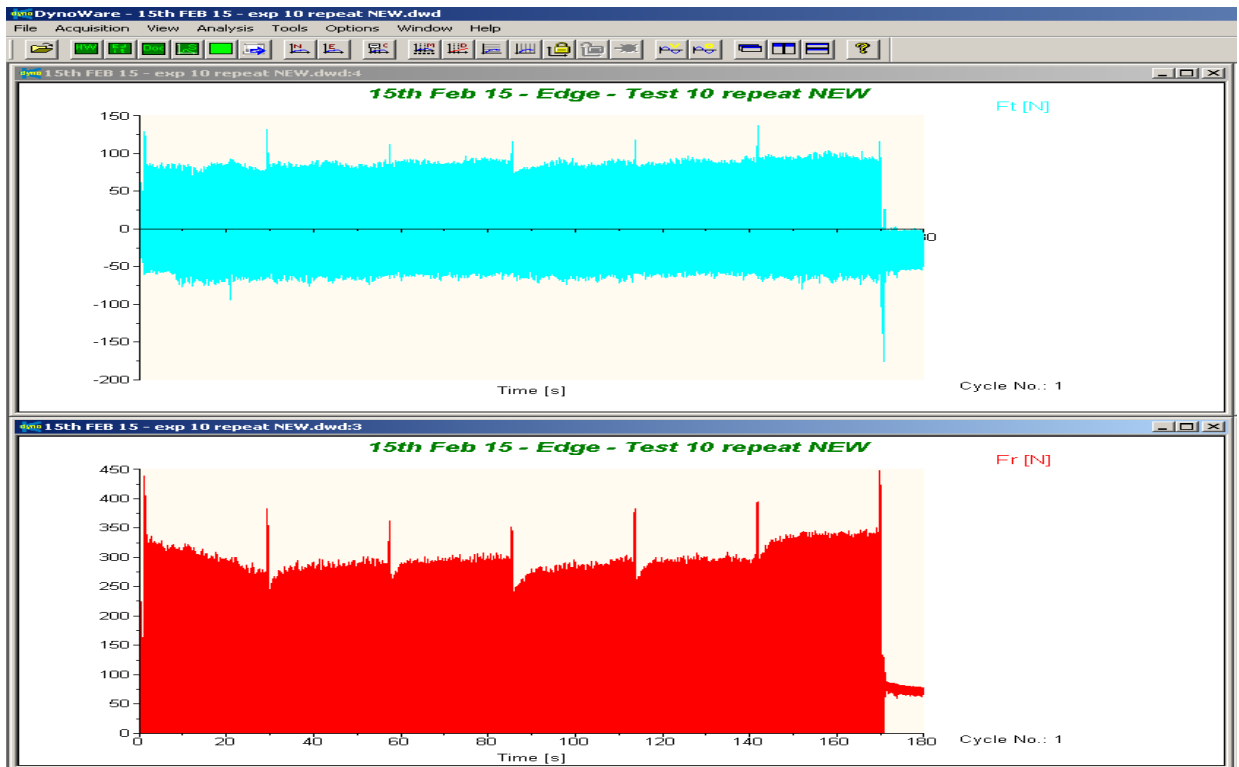 DynoWare - 15th FEB 15 - exp 10 repeat NEW.dwd
File Acquisition View Analysis Tools Options Window Help
15th FEB 15 - exp 10 repeat NEW.dwd:4
15th Feb 15 - Edge - Test 10 repeat NEW
Ft [N]
150
100
50
0
-50
-100
-150
-200
Time [s]
Cycle No.: 1
15th FEB 15 - exp 10 repeat NEW.dwd:3
15th Feb 15 - Edge - Test 10 repeat NEW
Fr [N]
450
400
350
300
250
200
150
100
50
0
0 20 40 60 80 100 120 140 160 180
Time [s]
Cycle No.: 1